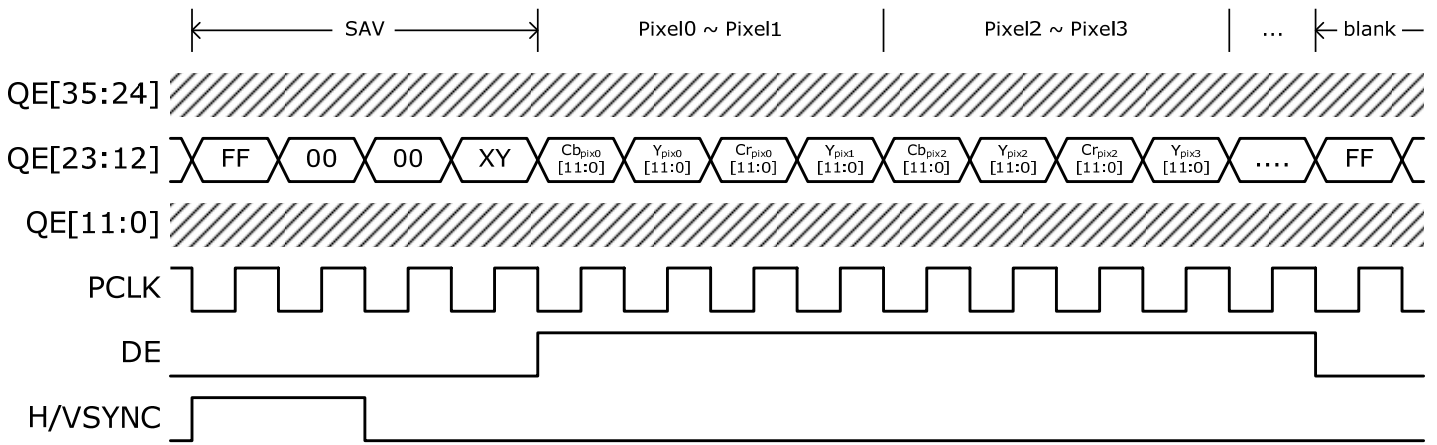 SAV Pixel0 ~ Pixel1 Pixel2 ~ Pixel3 ... blank
QE[35:24]
QE[23:12] FF 00 00 XY Cbpix0 [11:0] Ypix0 [11:0] Crpix0 [11:0] Ypix1 [11:0] Cbpix2 [11:0] Ypix2 [11:0] Crpix2 [11:0] Ypix3 [11:0] .... FF
QE[11:0]
PCLK
DE
H/VSYNC